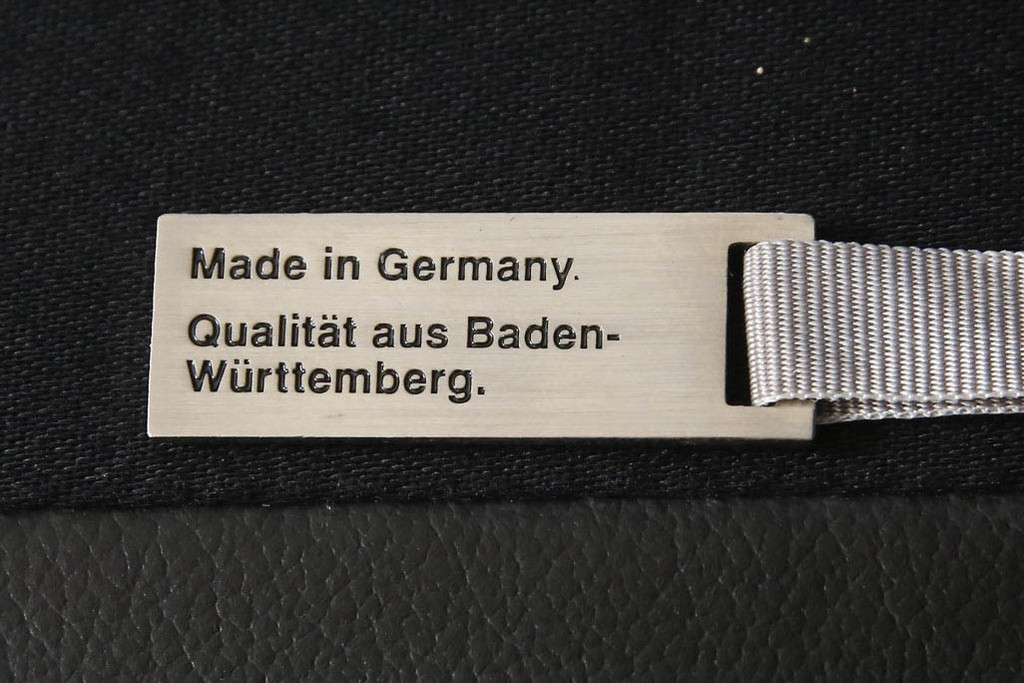 Made in Germany.
Qualität aus Baden-
Württemberg.